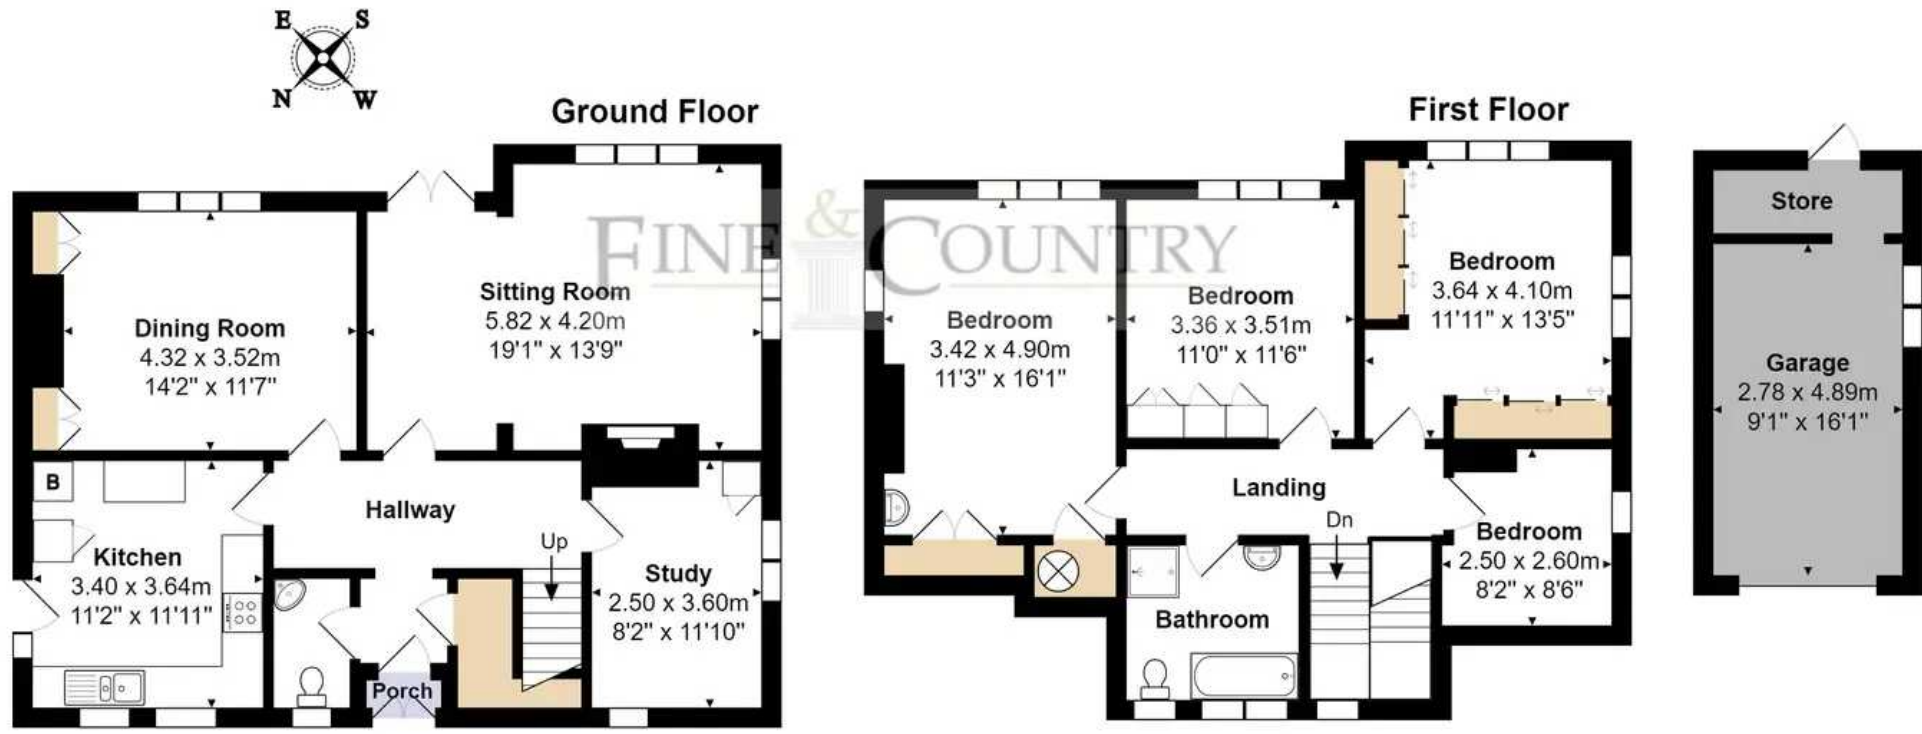 E S
N W
Ground Floor
First Floor
FINE & COUNTRY
Dining Room
4.32 x 3.52m
14'2" x 11'7"
Sitting Room
5.82 x 4.20m
19'1" x 13'9"
B
Kitchen
3.40 x 3.64m
11'2" x 11'11"
Hallway
Up
Study
2.50 x 3.60m
8'2" x 11'10"
Porch
Bedroom
3.42 x 4.90m
11'3" x 16'1"
Bedroom
3.36 x 3.51m
11'0" x 11'6"
Bedroom
3.64 x 4.10m
11'11" x 13'5"
Landing
Dn
Bedroom
2.50 x 2.60m
8'2" x 8'6"
Bathroom
Store
Garage
2.78 x 4.89m
9'1" x 16'1"